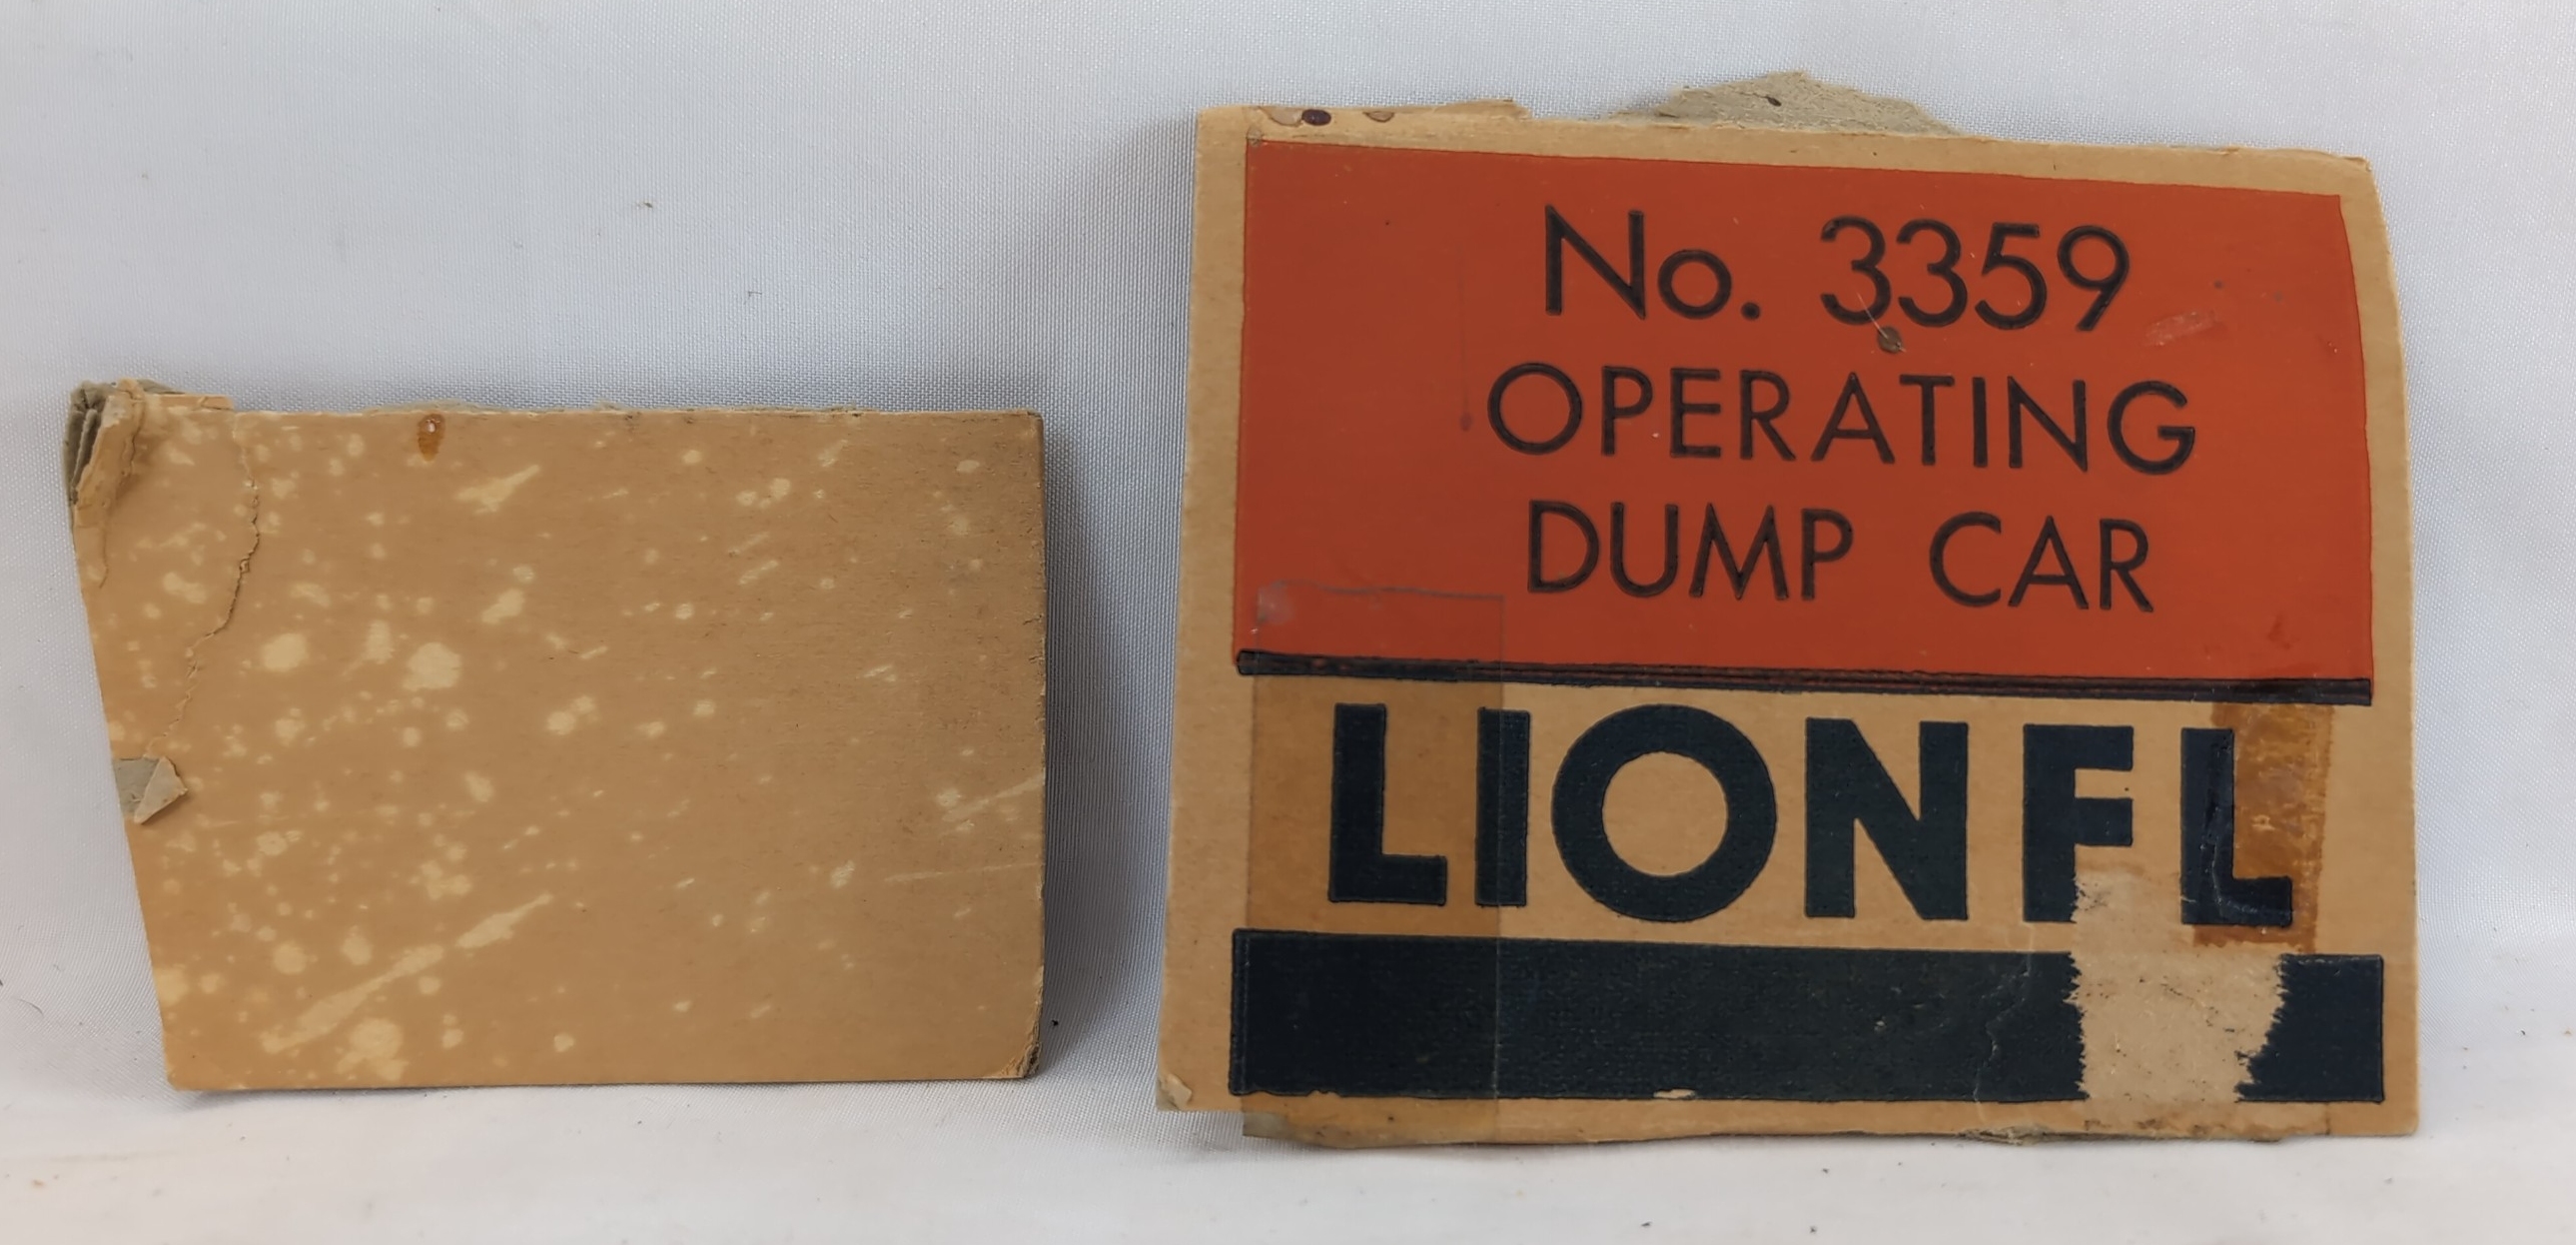 No. 3359
OPERATING
DUMP CAR
LIONEL